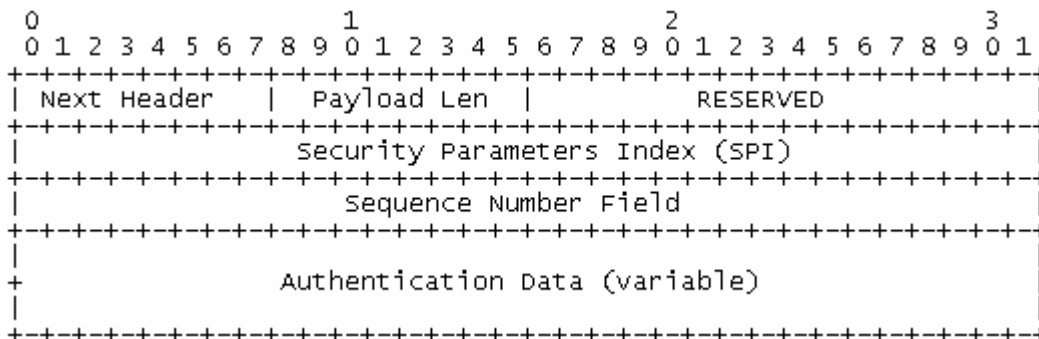 0                   1                   2                   3
 0 1 2 3 4 5 6 7 8 9 0 1 2 3 4 5 6 7 8 9 0 1 2 3 4 5 6 7 8 9 0 1
+-+-+-+-+-+-+-+-+-+-+-+-+-+-+-+-+-+-+-+-+-+-+-+-+-+-+-+-+-+-+-+-+
| Next Header   |  Payload Len  |          RESERVED             |
+-+-+-+-+-+-+-+-+-+-+-+-+-+-+-+-+-+-+-+-+-+-+-+-+-+-+-+-+-+-+-+-+
|                 Security Parameters Index (SPI)               |
+-+-+-+-+-+-+-+-+-+-+-+-+-+-+-+-+-+-+-+-+-+-+-+-+-+-+-+-+-+-+-+-+
|                    Sequence Number Field                      |
+-+-+-+-+-+-+-+-+-+-+-+-+-+-+-+-+-+-+-+-+-+-+-+-+-+-+-+-+-+-+-+-+
|                                                               |
+                Authentication Data (variable)                 |
|                                                               |
+-+-+-+-+-+-+-+-+-+-+-+-+-+-+-+-+-+-+-+-+-+-+-+-+-+-+-+-+-+-+-+-+